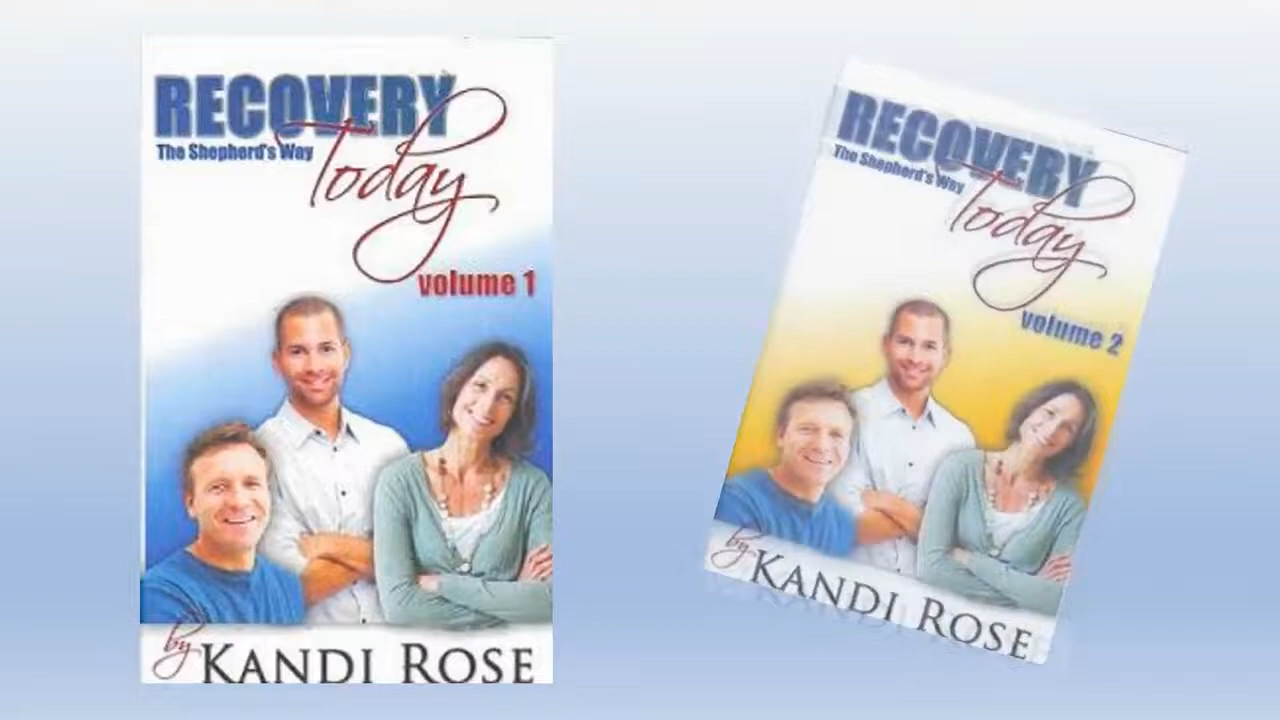 RECOVERY
The Shepherd's Way
Today
volume 1
by KANDI ROSE
RECOVERY
The Shepherd's Way
Today
volume 2
by KANDI ROSE